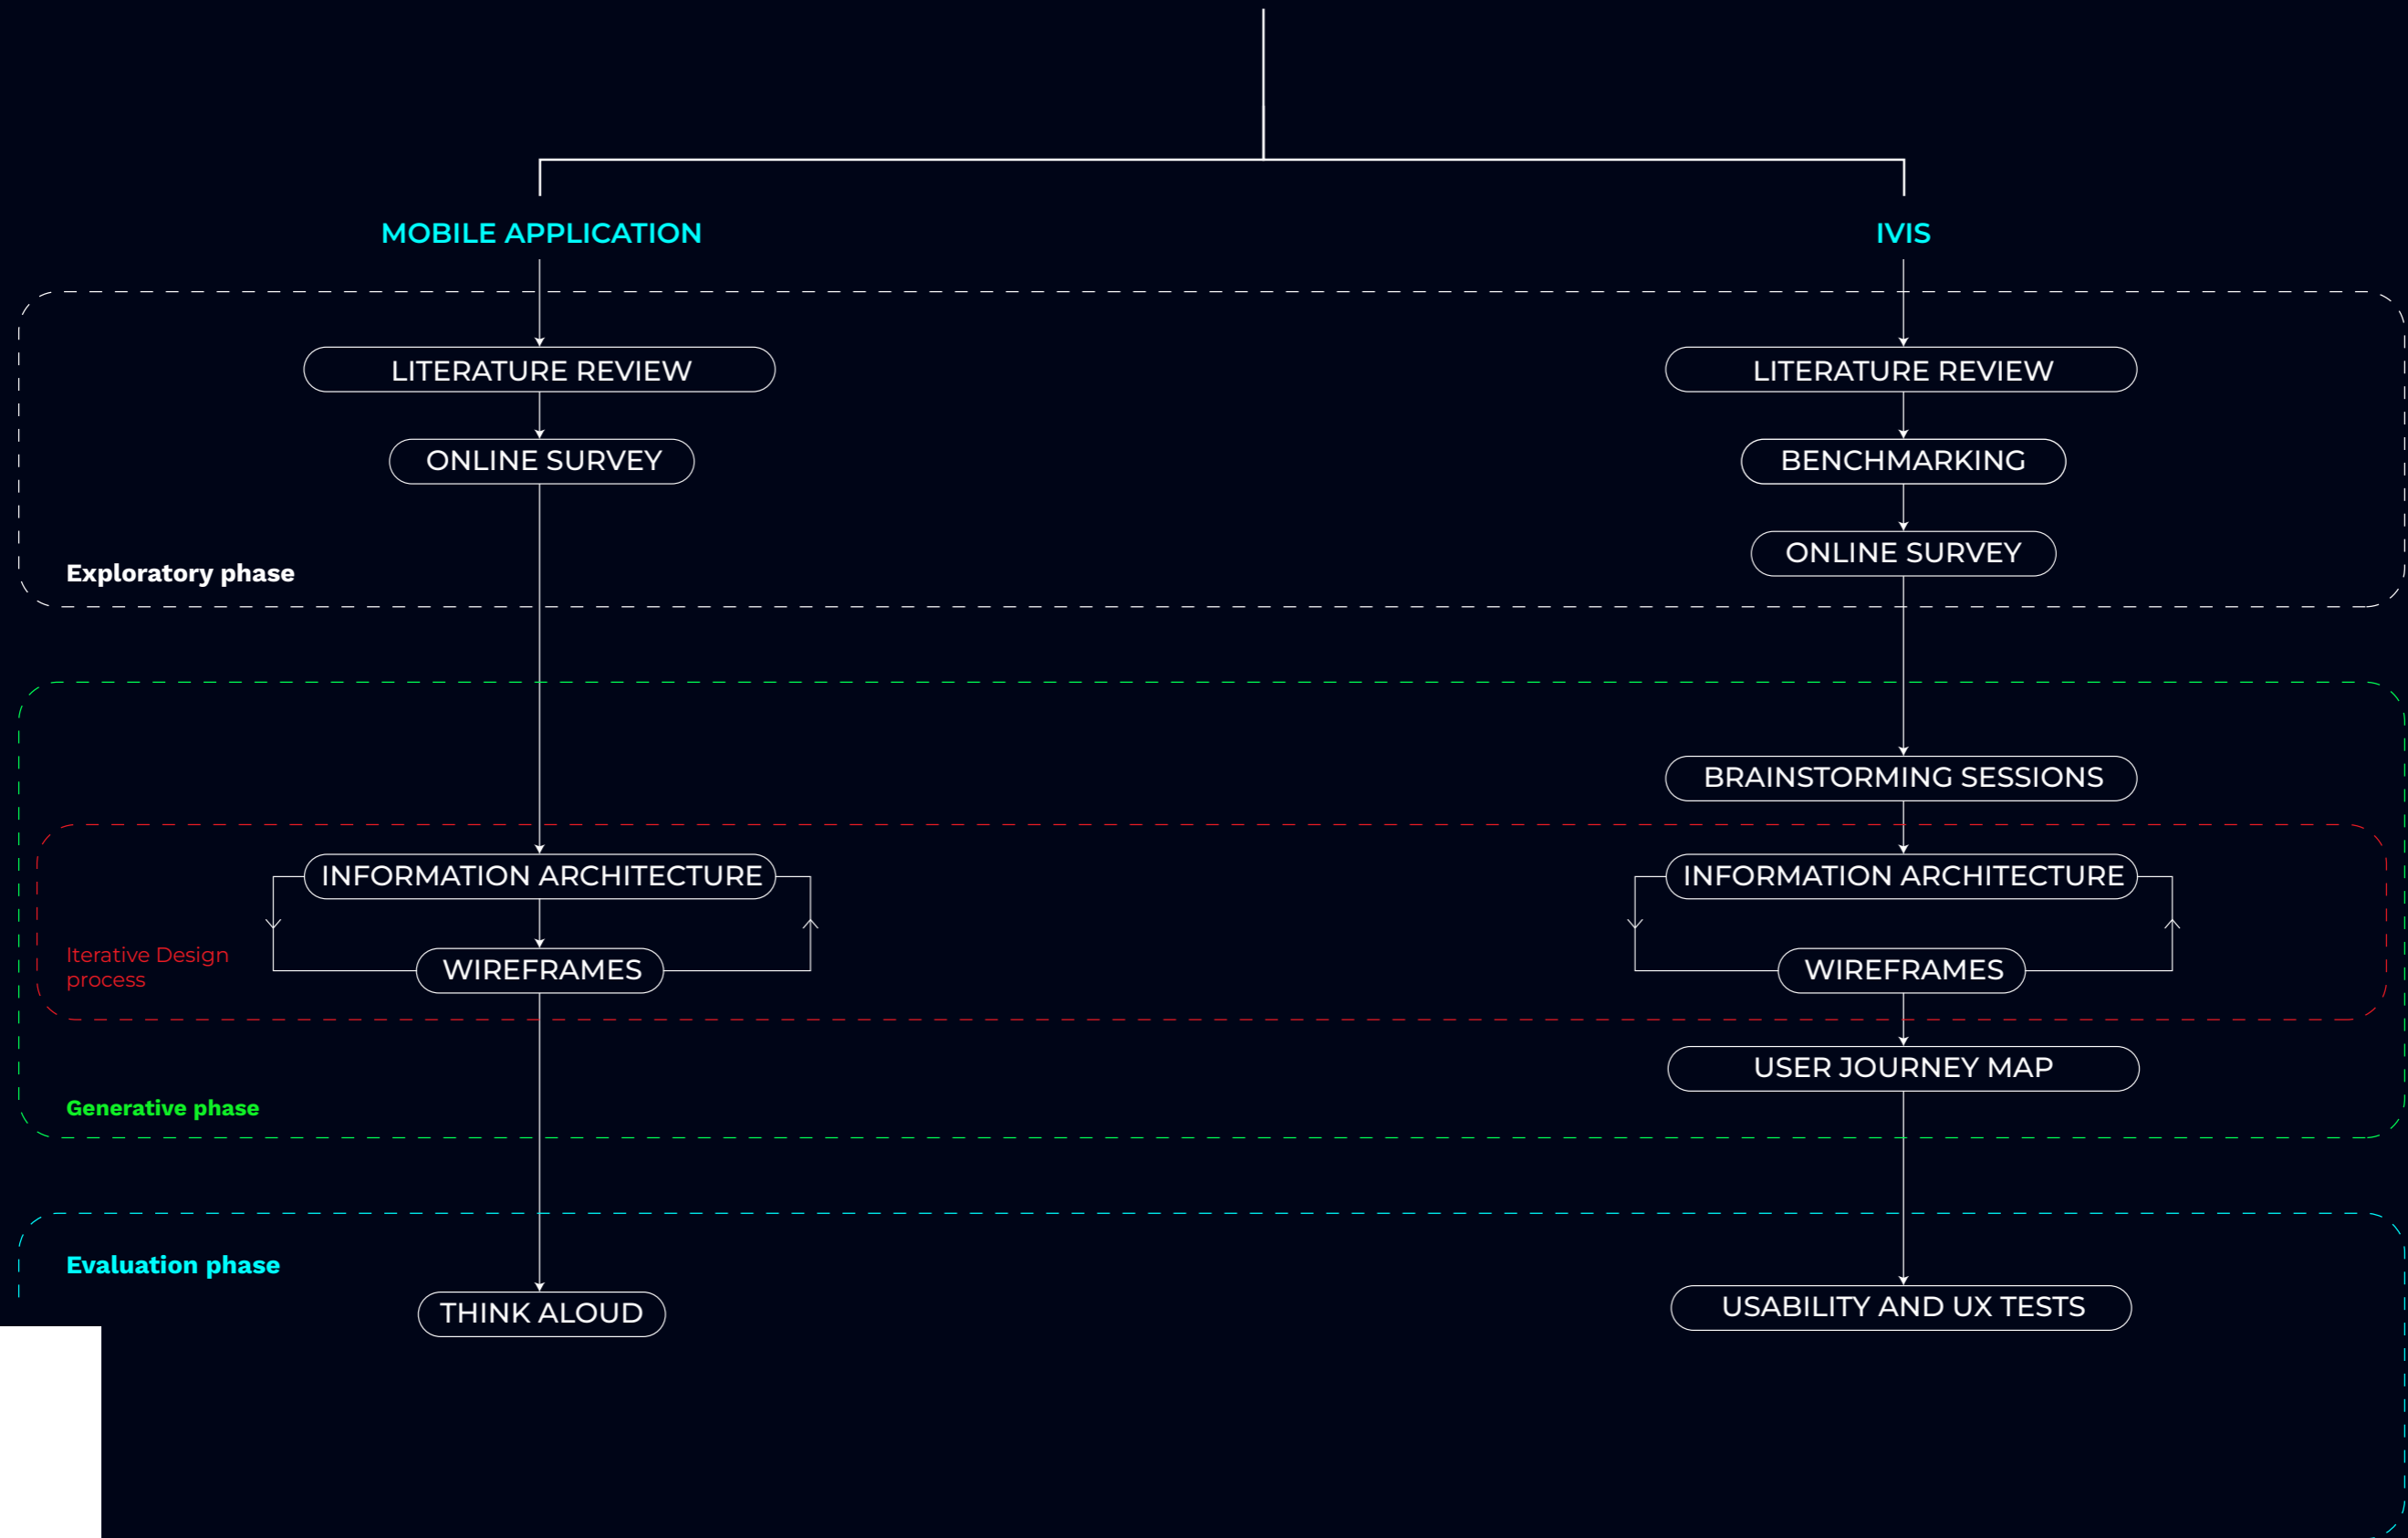 MOBILE APPLICATION
IVIS
LITERATURE REVIEW
LITERATURE REVIEW
ONLINE SURVEY
BENCHMARKING
ONLINE SURVEY
Exploratory phase
BRAINSTORMING SESSIONS
INFORMATION ARCHITECTURE
INFORMATION ARCHITECTURE
Iterative Design
process
WIREFRAMES
WIREFRAMES
USER JOURNEY MAP
Generative phase
Evaluation phase
THINK ALOUD
USABILITY AND UX TESTS